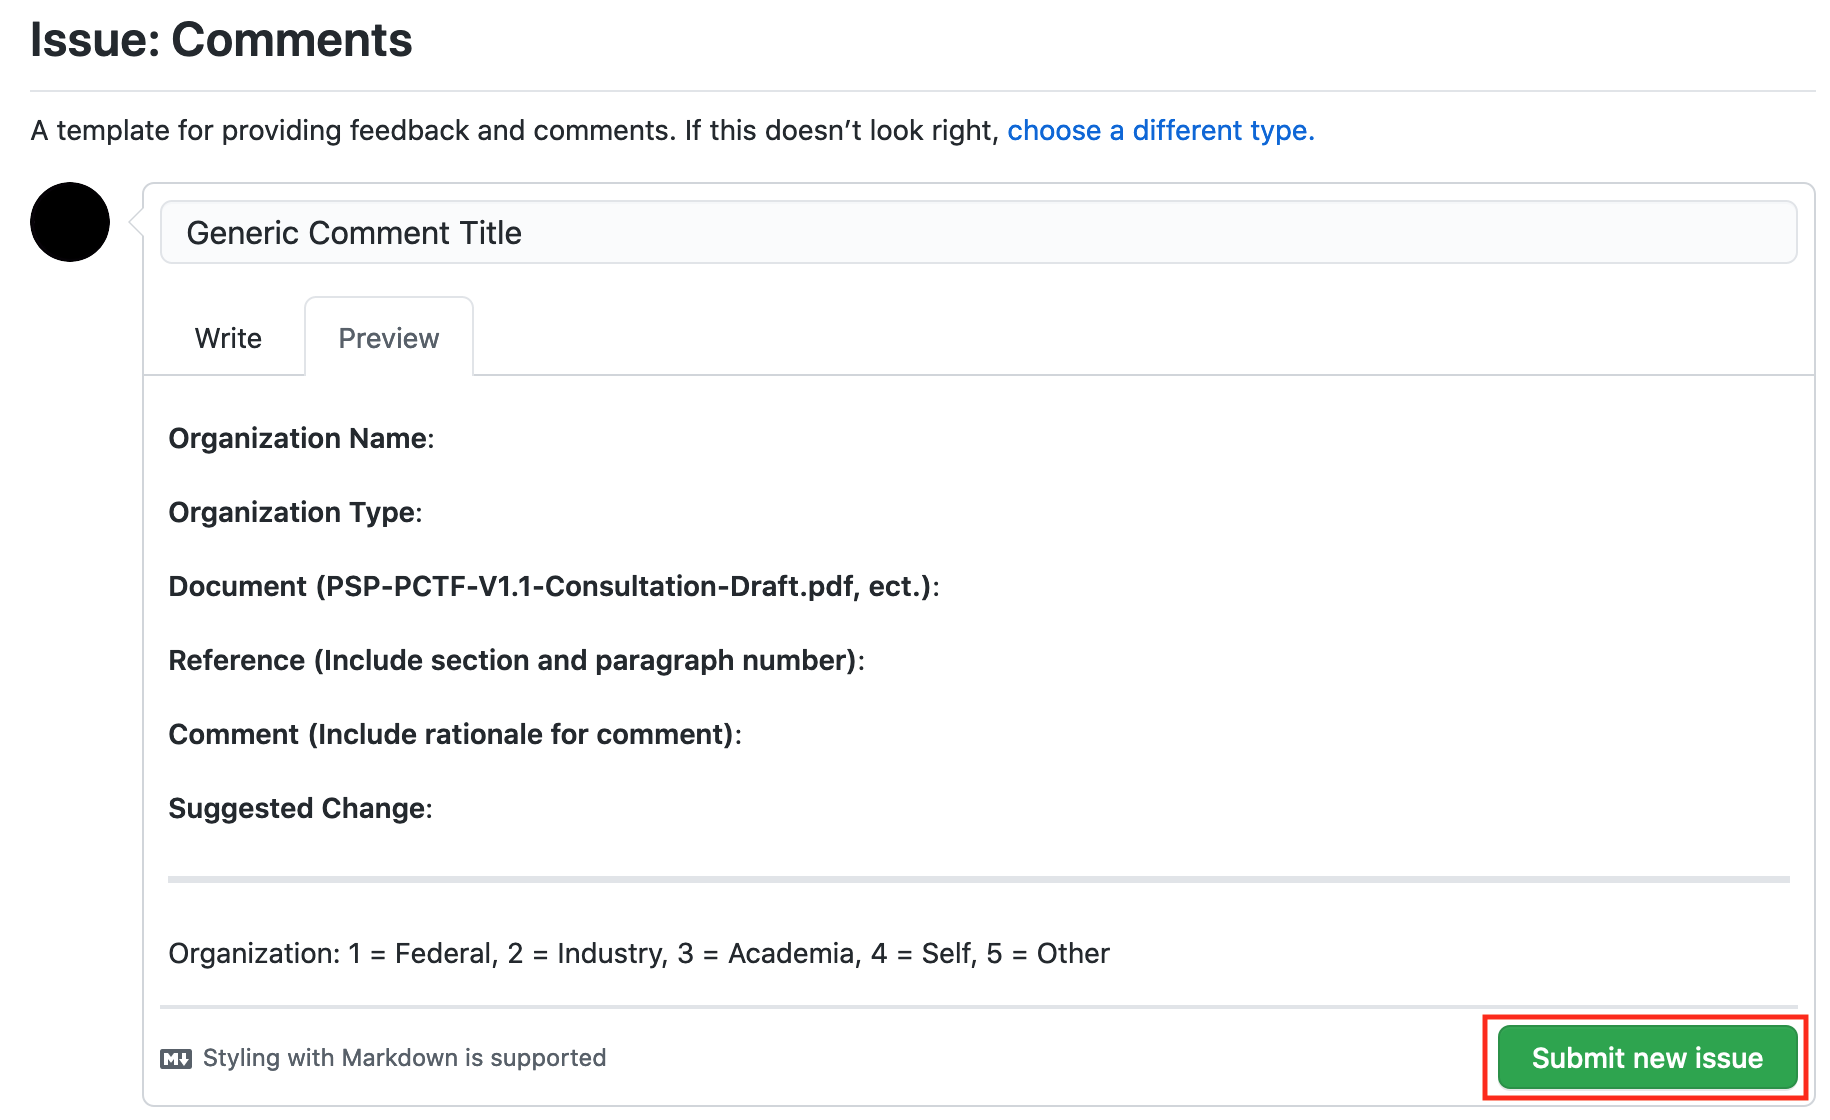 Issue: Comments
A template for providing feedback and comments. If this doesn’t look right, choose a different type.
Generic Comment Title
Write Preview
Organization Name:
Organization Type:
Document (PSP-PCTF-V1.1-Consultation-Draft.pdf, ect.):
Reference (Include section and paragraph number):
Comment (Include rationale for comment):
Suggested Change:
Organization: 1 = Federal, 2 = Industry, 3 = Academia, 4 = Self, 5 = Other
M↓ Styling with Markdown is supported Submit new issue